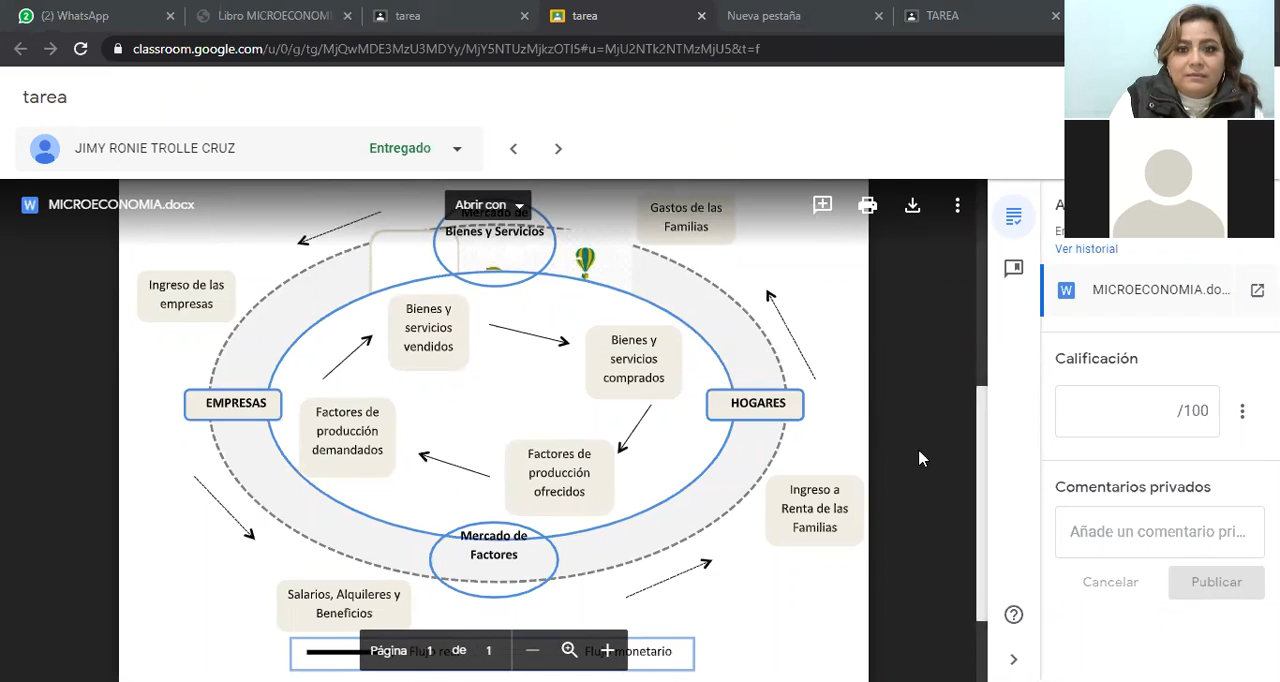 (2) WhatsApp
Libro MICROECONOMI
tarea
tarea
Nueva pestaña
TAREA
classroom.google.com/u/0/g/tg/MjQwMDE3MzU3MDYy/MjY5NTUzMjkzOTI5#u=MjU2NTk2NTMzMjU5&t=f
tarea
JIMY RONIE TROLLE CRUZ
Entregado
MICROECONOMIA.docx
Abrir con
Mercado de
Bienes y Servicios
Gastos de las
Familias
Ingreso de las
empresas
Bienes y
servicios
vendidos
Bienes y
servicios
comprados
EMPRESAS
HOGARES
Factores de
producción
demandados
Factores de
producción
ofrecidos
Ingreso a
Renta de las
Familias
Mercado de
Factores
Salarios, Alquileres y
Beneficios
Página 1 de 1
monetario
Ver historial
MICROECONOMIA.do...
Calificación
/100
Comentarios privados
Añade un comentario pri...
Cancelar
Publicar